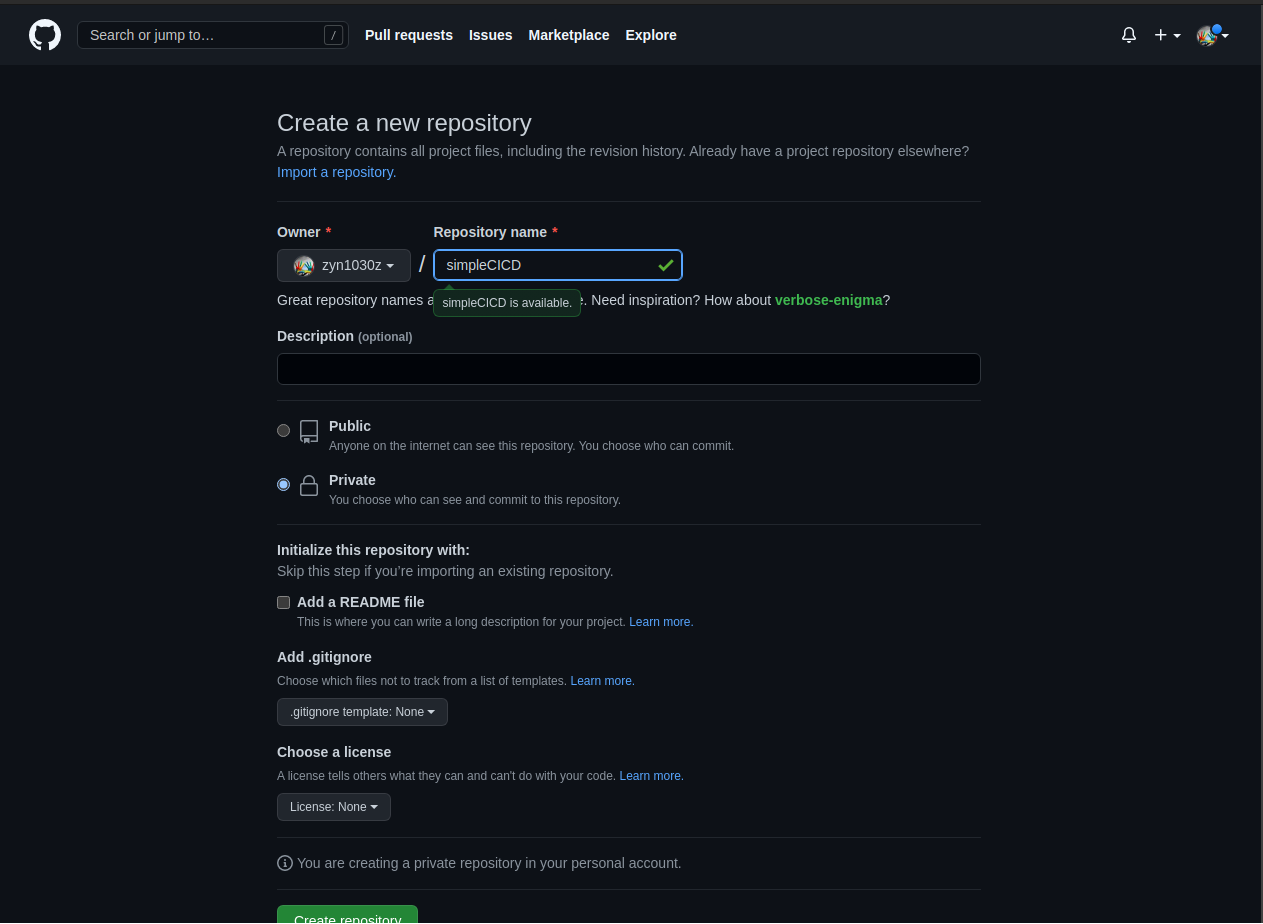 Search or jump to…
/
Pull requests
Issues
Marketplace
Explore
Create a new repository
A repository contains all project files, including the revision history. Already have a project repository elsewhere?
Import a repository.
Owner *
Repository name *
zyn1030z
/
simpleCICD
Great repository names a
simpleCICD is available.
. Need inspiration? How about verbose-enigma?
Description (optional)
Public
Anyone on the internet can see this repository. You choose who can commit.
Private
You choose who can see and commit to this repository.
Initialize this repository with:
Skip this step if you’re importing an existing repository.
Add a README file
This is where you can write a long description for your project. Learn more.
Add .gitignore
Choose which files not to track from a list of templates. Learn more.
.gitignore template: None
Choose a license
A license tells others what they can and can't do with your code. Learn more.
License: None
You are creating a private repository in your personal account.
Create repository